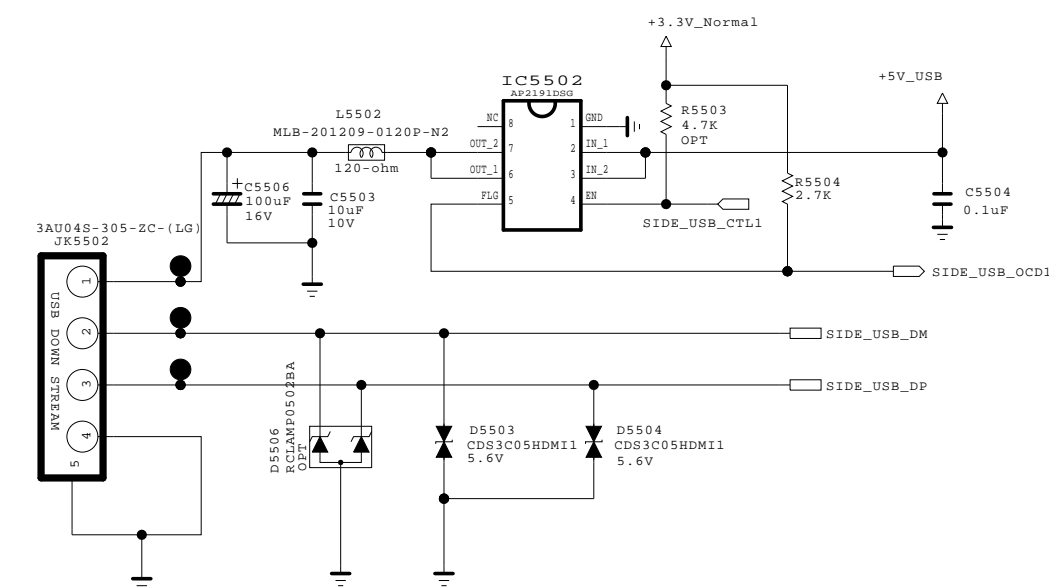 +3.3V_Normal
+5V_USB
IC5502
AP2191DSG
L5502
MLB-201209-0120P-N2
120-ohm
R5503
4.7K
OPT
NC
8
1
GND
OUT_2
7
2
IN_1
OUT_1
6
3
IN_2
FLG
5
4
EN
R5504
2.7K
C5504
0.1uF
C5506
100uF
16V
C5503
10uF
10V
SIDE_USB_CTL1
SIDE_USB_OCD1
3AU04S-305-ZC-(LG)
JK5502
1
2
3
4
5
USB DOWN STREAM
SIDE_USB_DM
SIDE_USB_DP
D5506
RCLAMP0502BA
OPT
D5503
CDS3C05HDMI1
5.6V
D5504
CDS3C05HDMI1
5.6V